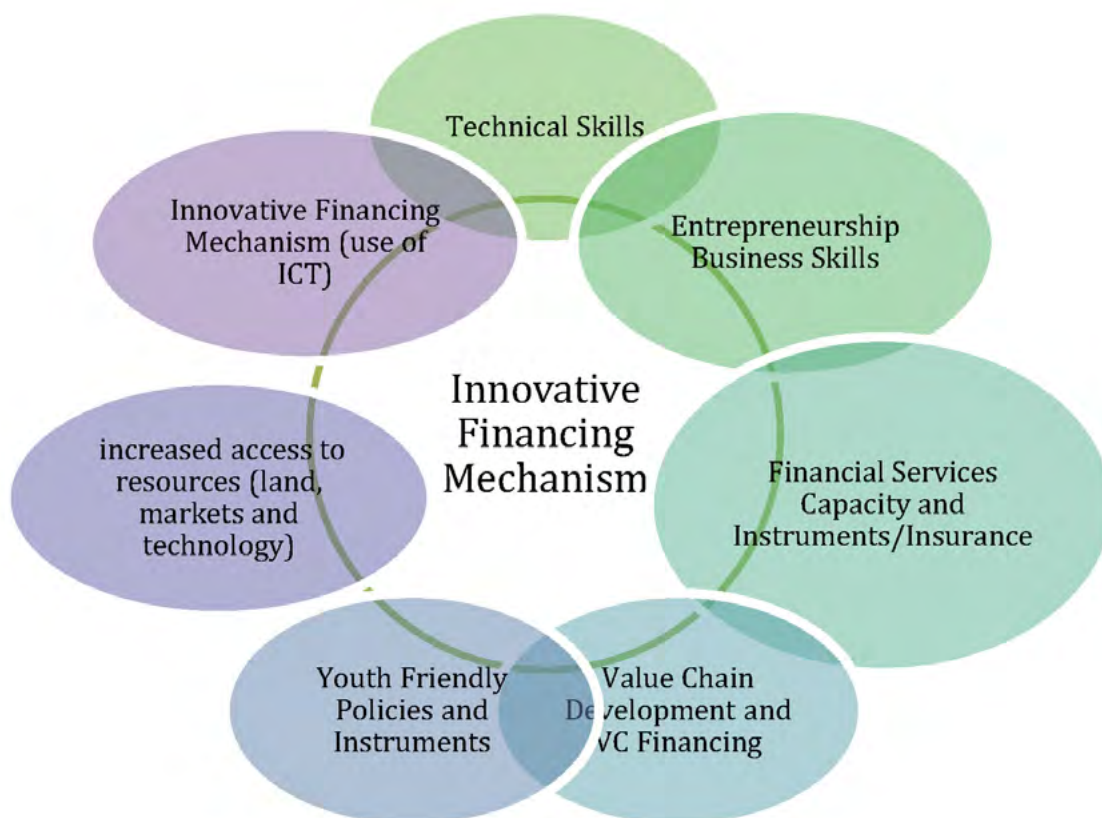 Technical Skills
Entrepreneurship
Business Skills
Financial Services
Capacity and
Instruments/Insurance
Value Chain
Development and
VC Financing
Youth Friendly
Policies and
Instruments
increased access to
resources (land,
markets and
technology)
Innovative Financing
Mechanism (use of
ICT)
Innovative
Financing
Mechanism